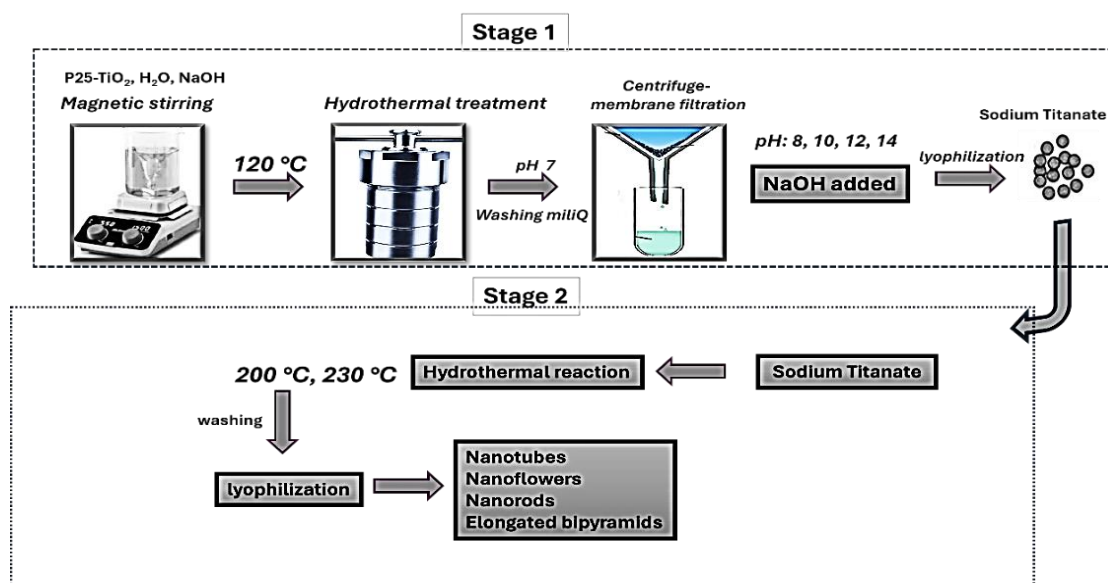 Stage 1
P25-TiO₂, H₂O, NaOH
Magnetic stirring
120 °C
Hydrothermal treatment
pH 7
Washing miliQ
Centrifuge-
membrane filtration
pH: 8, 10, 12, 14
NaOH added
lyophilization
Sodium Titanate
Stage 2
200 °C, 230 °C
Hydrothermal reaction
Sodium Titanate
washing
lyophilization
Nanotubes
Nanoflowers
Nanorods
Elongated bipyramids